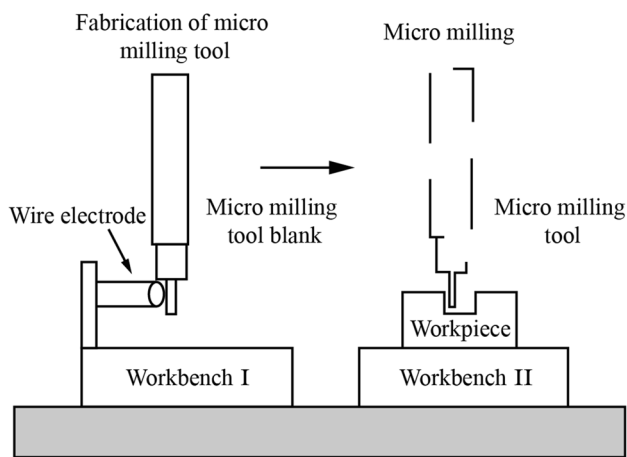 Fabrication of micro
milling tool
Micro milling
Wire electrode
Micro milling
tool blank
Micro milling
tool
Workpiece
Workbench I
Workbench II